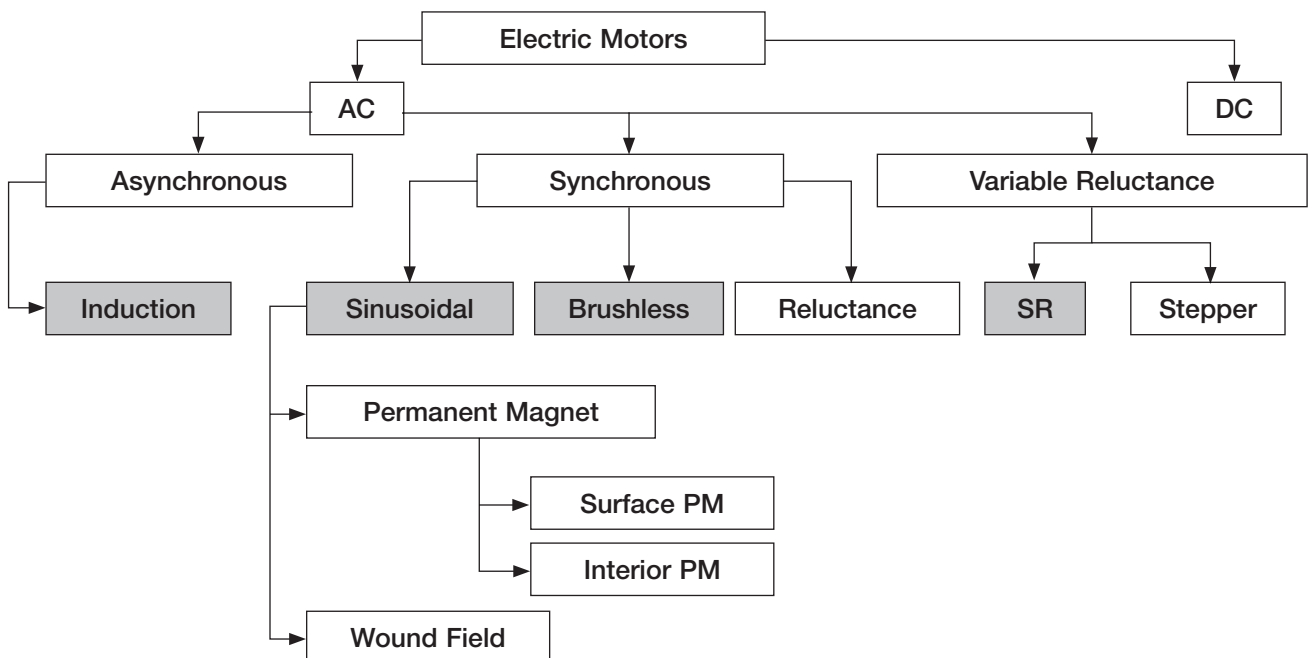 Electric Motors
AC
DC
Asynchronous
Synchronous
Variable Reluctance
Induction
Sinusoidal
Brushless
Reluctance
SR
Stepper
Permanent Magnet
Surface PM
Interior PM
Wound Field